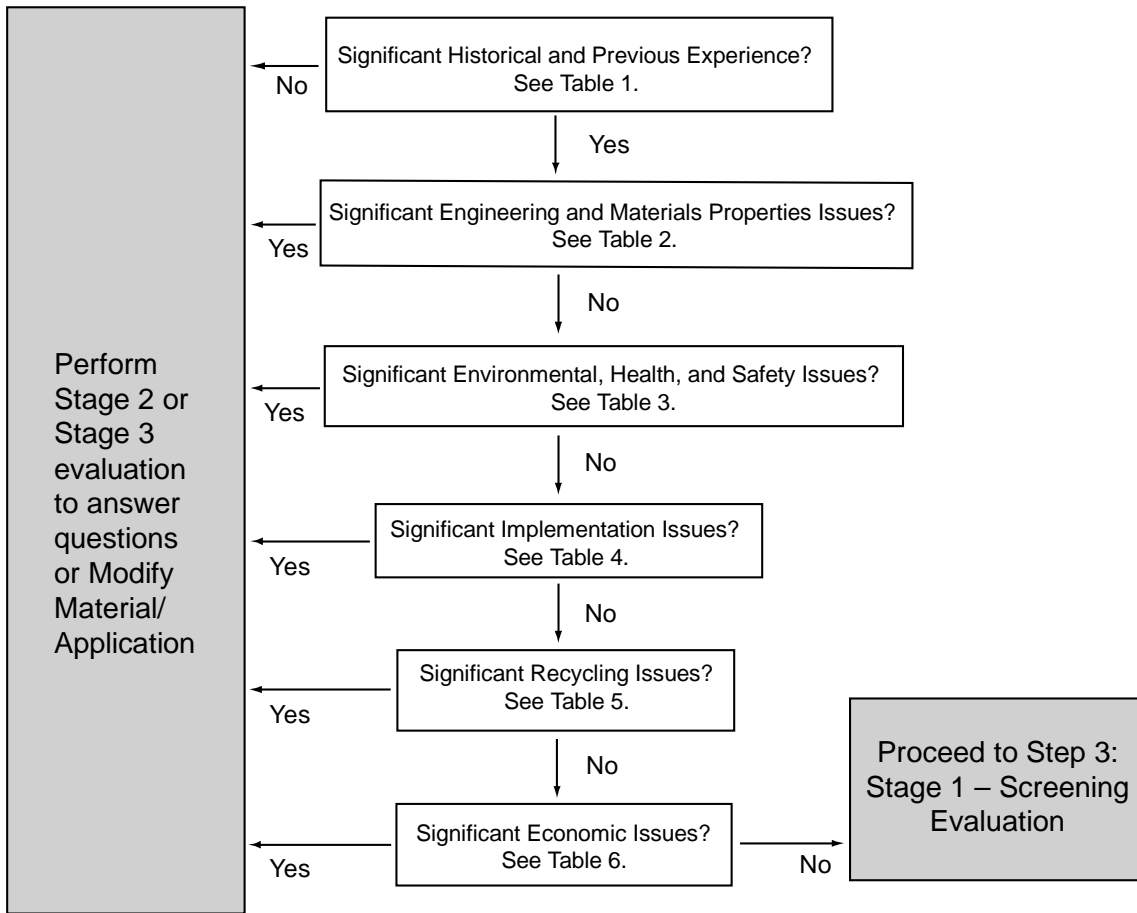 Significant Historical and Previous Experience?
See Table 1.
No
Yes
Significant Engineering and Materials Properties Issues?
See Table 2.
Yes
No
Significant Environmental, Health, and Safety Issues?
See Table 3.
Yes
No
Significant Implementation Issues?
See Table 4.
Yes
No
Significant Recycling Issues?
See Table 5.
Yes
No
Significant Economic Issues?
See Table 6.
Yes
No
Perform
Stage 2 or
Stage 3
evaluation
to answer
questions
or Modify
Material/
Application
Proceed to Step 3:
Stage 1 – Screening
Evaluation